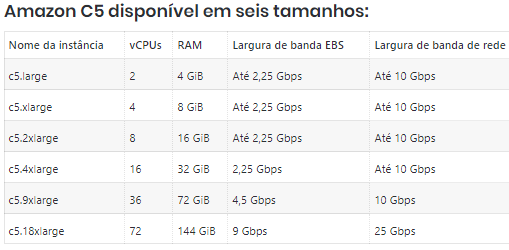 Amazon C5 disponível em seis tamanhos:
Nome da instância vCPUs RAM Largura de banda EBS Largura de banda de rede
c5.large 2 4 GiB Até 2,25 Gbps Até 10 Gbps
c5.xlarge 4 8 GiB Até 2,25 Gbps Até 10 Gbps
c5.2xlarge 8 16 GiB Até 2,25 Gbps Até 10 Gbps
c5.4xlarge 16 32 GiB 2,25 Gbps Até 10 Gbps
c5.9xlarge 36 72 GiB 4,5 Gbps 10 Gbps
c5.18xlarge 72 144 GiB 9 Gbps 25 Gbps